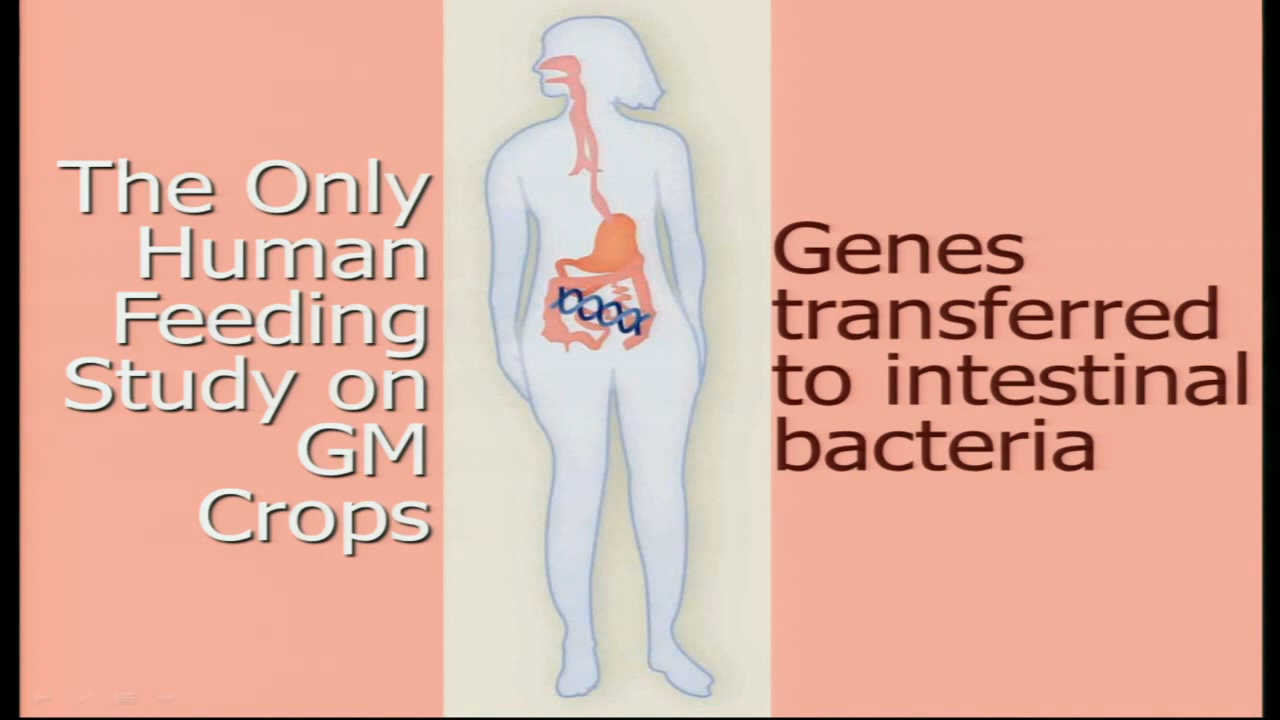 The Only
Human
Feeding
Study on
GM
Crops
Genes
transferred
to intestinal
bacteria